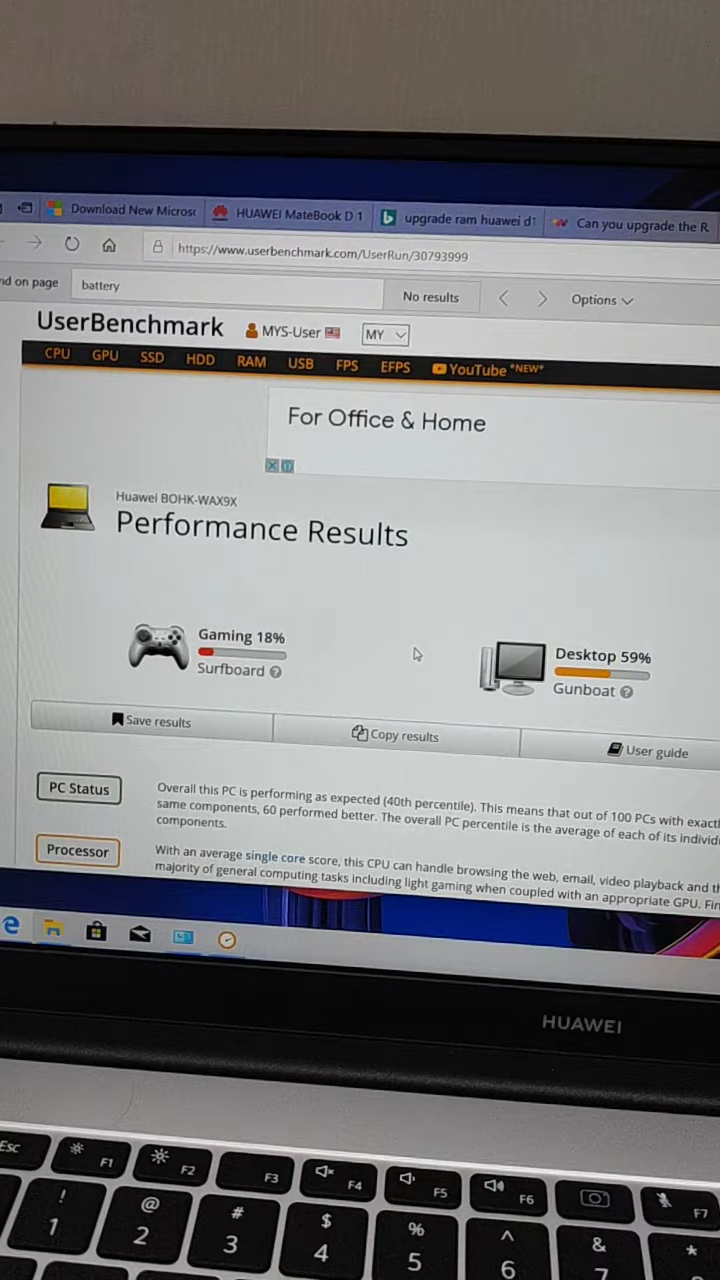 Download New Microso
HUAWEI MateBook D 1
upgrade ram huawei d1
Can you upgrade the R
https://www.userbenchmark.com/UserRun/30793999
nd on page
battery
No results
Options
UserBenchmark
MYS-User
MY
CPU
GPU
SSD
HDD
RAM
USB
FPS
EFPS
YouTube *NEW*
For Office & Home
Huawei BOHK-WAX9X
Performance Results
Gaming 18%
Surfboard
Desktop 59%
Gunboat
Save results
Copy results
User guide
PC Status
Overall this PC is performing as expected (40th percentile). This means that out of 100 PCs with exactl
same components, 60 performed better. The overall PC percentile is the average of each of its individu
components.
Processor
With an average single core score, this CPU can handle browsing the web, email, video playback and th
majority of general computing tasks including light gaming when coupled with an appropriate GPU. Fin
HUAWEI
Esc
F1
F2
F3
F4
F5
F6
F7
! 1
@ 2
# 3
$ 4
% 5
^ 6
& 7
*